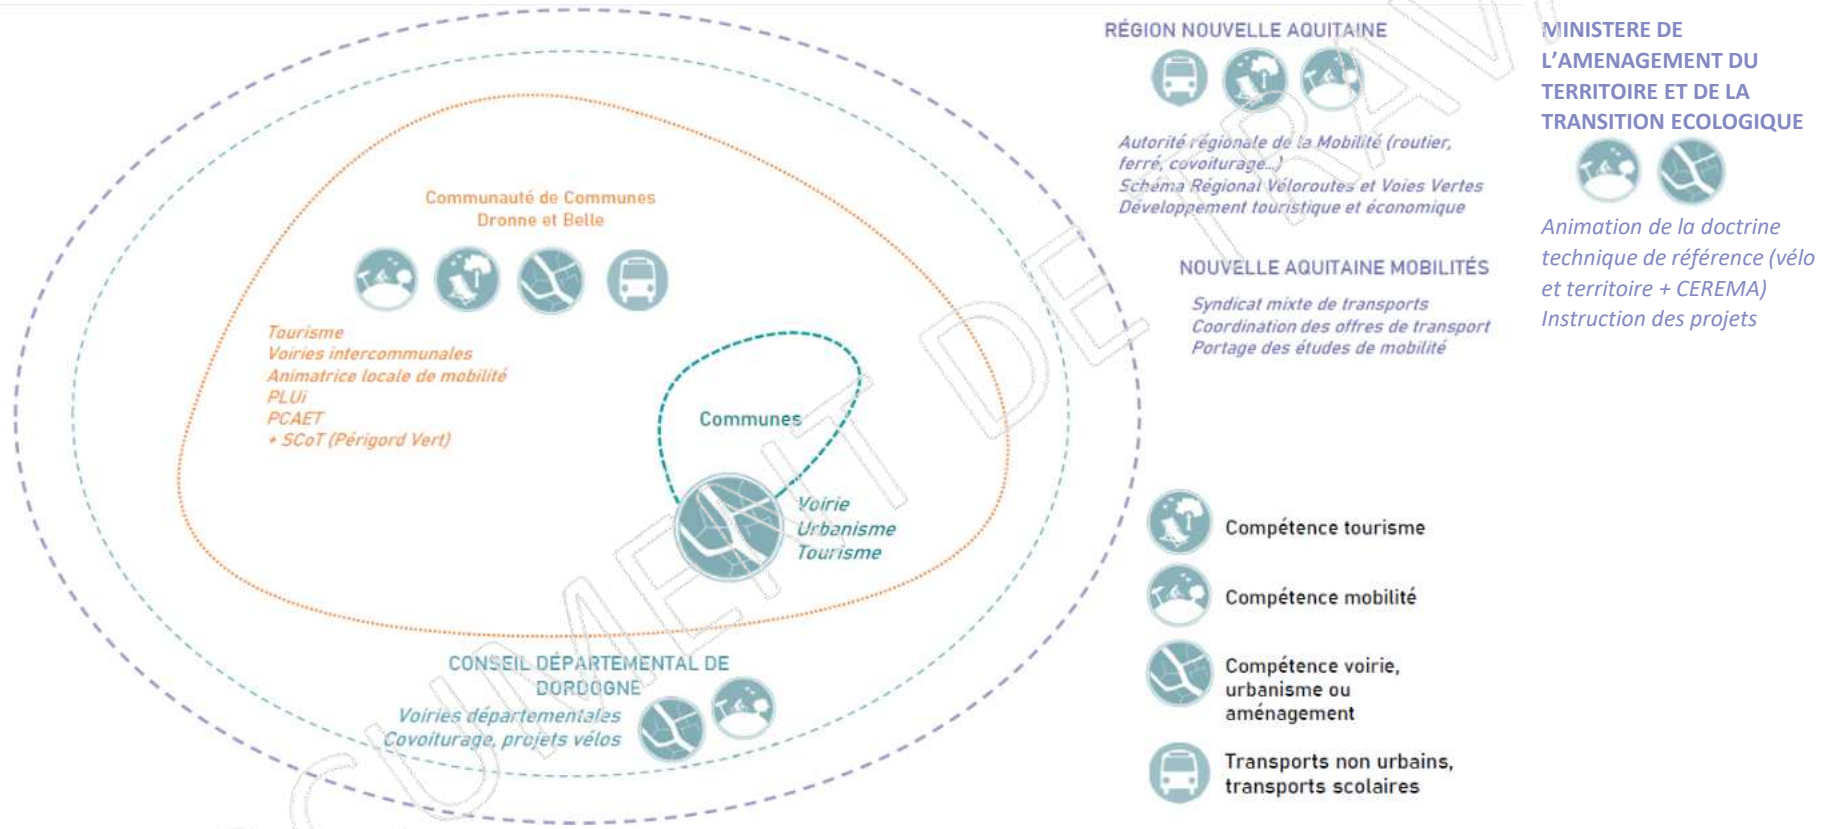 Communauté de Communes
Dronne et Belle
Tourisme
Voiries intercommunales
Animatrice locale de mobilité
PLUi
PCAET
+ SCoT (Périgord Vert)
Communes
Voirie
Urbanisme
Tourisme
CONSEIL DÉPARTEMENTAL DE
DORDOGNE
Voiries départementales
Covoiturage, projets vélos
RÉGION NOUVELLE AQUITAINE
Autorité régionale de la Mobilité (routier,
ferré, covoiturage...)
Schéma Régional Véloroutes et Voies Vertes
Développement touristique et économique
NOUVELLE AQUITAINE MOBILITÉS
Syndicat mixte de transports
Coordination des offres de transport
Portage des études de mobilité
MINISTERE DE
L’AMENAGEMENT DU
TERRITOIRE ET DE LA
TRANSITION ECOLOGIQUE
Animation de la doctrine
technique de référence (vélo
et territoire + CEREMA)
Instruction des projets
Compétence tourisme
Compétence mobilité
Compétence voirie,
urbanisme ou
aménagement
Transports non urbains,
transports scolaires
CUMENT DE TRAV